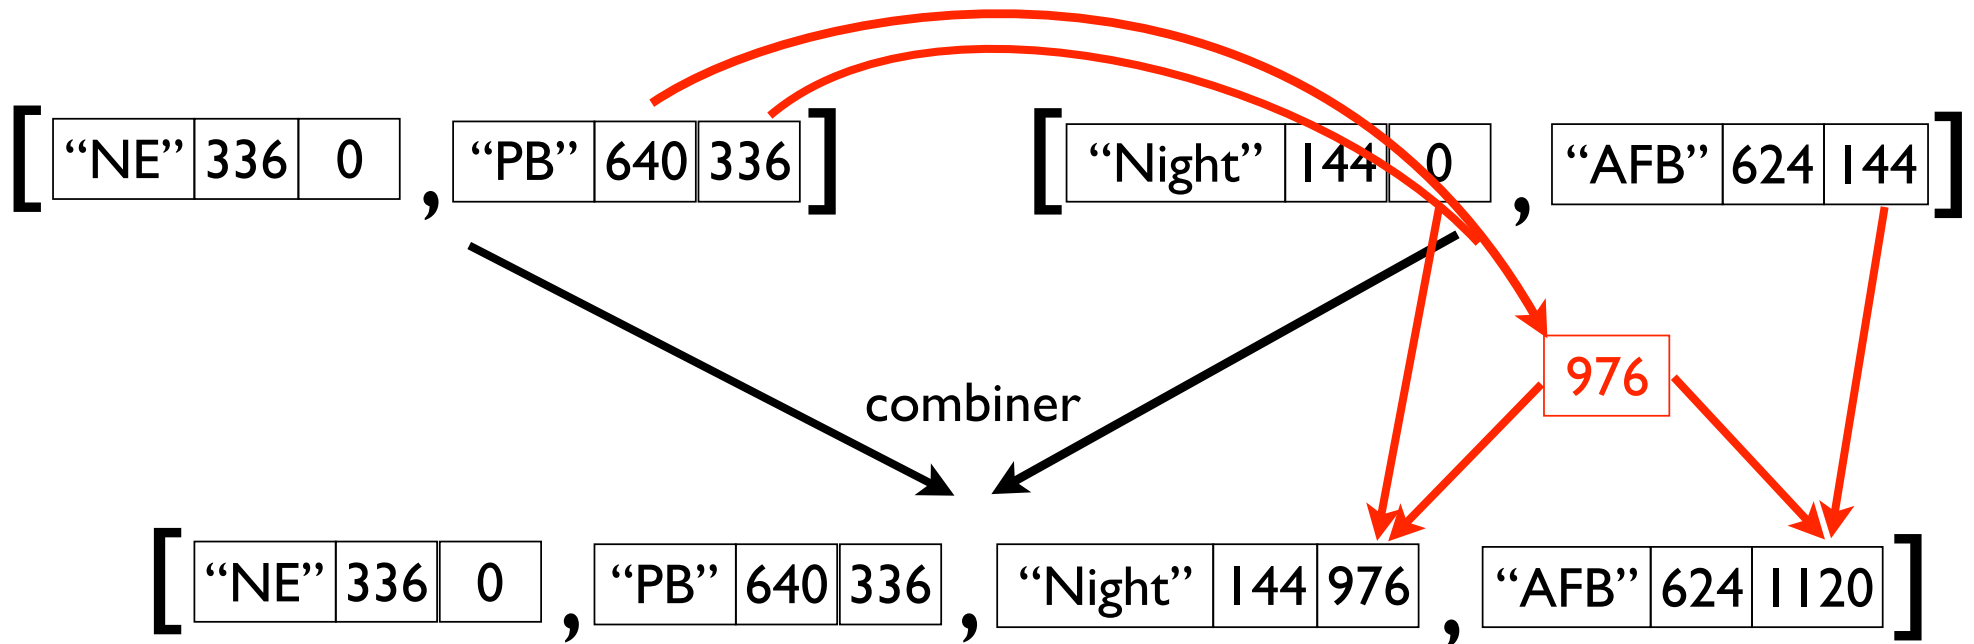 [ “NE” 336 0 , “PB” 640 336 ] [ “Night” 144 0 , “AFB” 624 144 ]
976
combiner
[ “NE” 336 0 , “PB” 640 336 , “Night” 144 976 , “AFB” 624 1120 ]